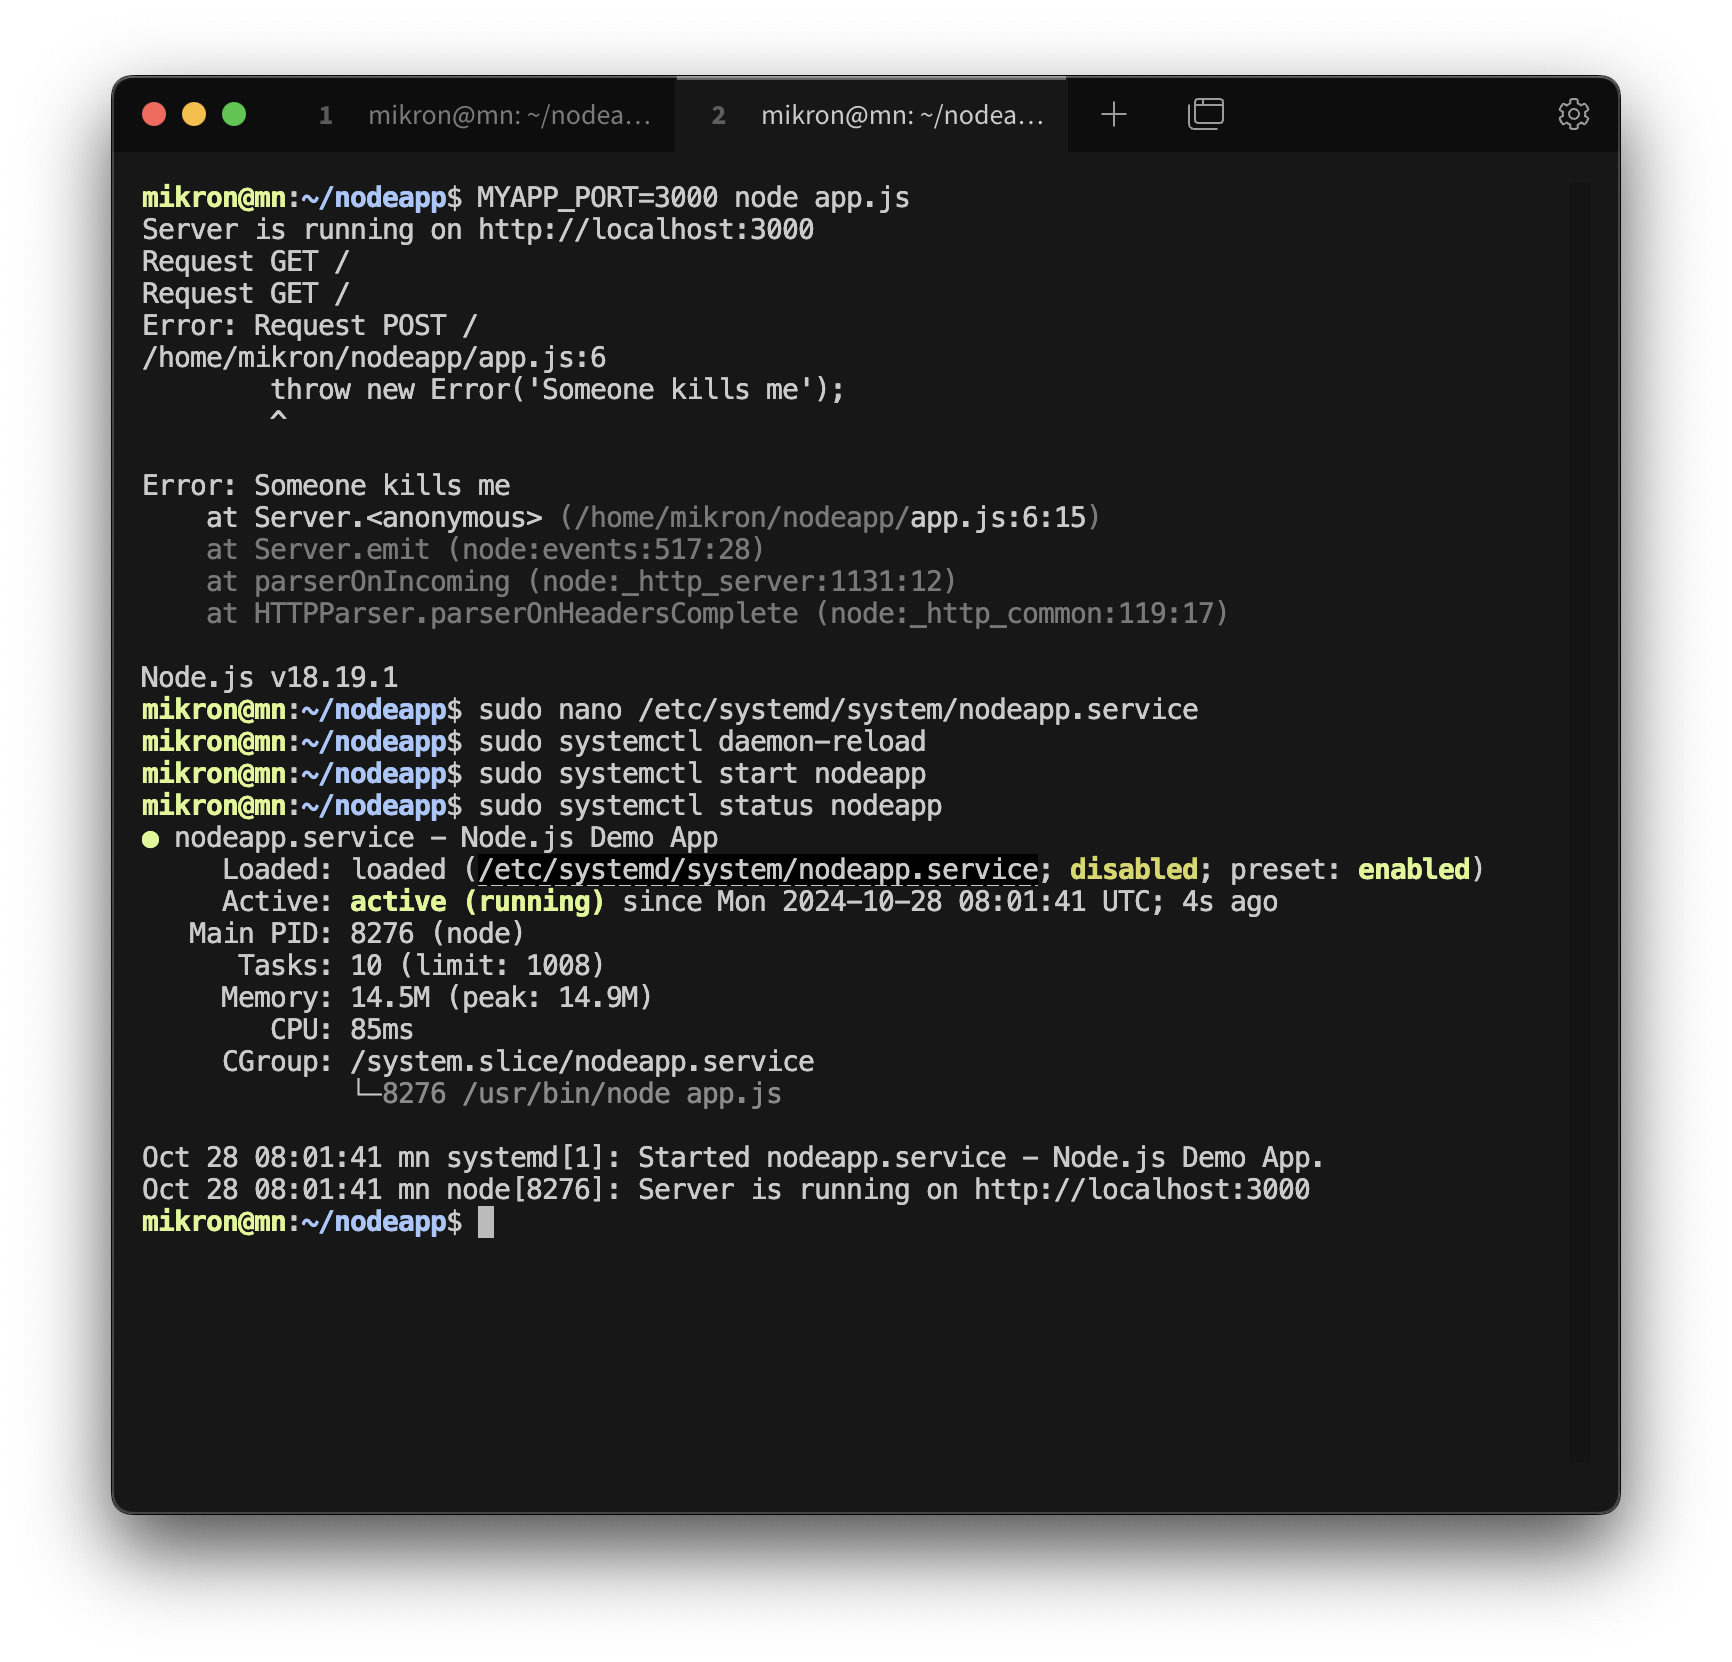 1 mikron@mn: ~/nodea… 2 mikron@mn: ~/nodea…
mikron@mn:~/nodeapp$ MYAPP_PORT=3000 node app.js
Server is running on http://localhost:3000
Request GET /
Request GET /
Error: Request POST /
/home/mikron/nodeapp/app.js:6
        throw new Error('Someone kills me');
        ^

Error: Someone kills me
    at Server.<anonymous> (/home/mikron/nodeapp/app.js:6:15)
    at Server.emit (node:events:517:28)
    at parserOnIncoming (node:_http_server:1131:12)
    at HTTPParser.parserOnHeadersComplete (node:_http_common:119:17)

Node.js v18.19.1
mikron@mn:~/nodeapp$ sudo nano /etc/systemd/system/nodeapp.service
mikron@mn:~/nodeapp$ sudo systemctl daemon-reload
mikron@mn:~/nodeapp$ sudo systemctl start nodeapp
mikron@mn:~/nodeapp$ sudo systemctl status nodeapp
● nodeapp.service - Node.js Demo App
     Loaded: loaded (/etc/systemd/system/nodeapp.service; disabled; preset: enabled)
     Active: active (running) since Mon 2024-10-28 08:01:41 UTC; 4s ago
   Main PID: 8276 (node)
      Tasks: 10 (limit: 1008)
     Memory: 14.5M (peak: 14.9M)
        CPU: 85ms
     CGroup: /system.slice/nodeapp.service
             └─8276 /usr/bin/node app.js

Oct 28 08:01:41 mn systemd[1]: Started nodeapp.service - Node.js Demo App.
Oct 28 08:01:41 mn node[8276]: Server is running on http://localhost:3000
mikron@mn:~/nodeapp$